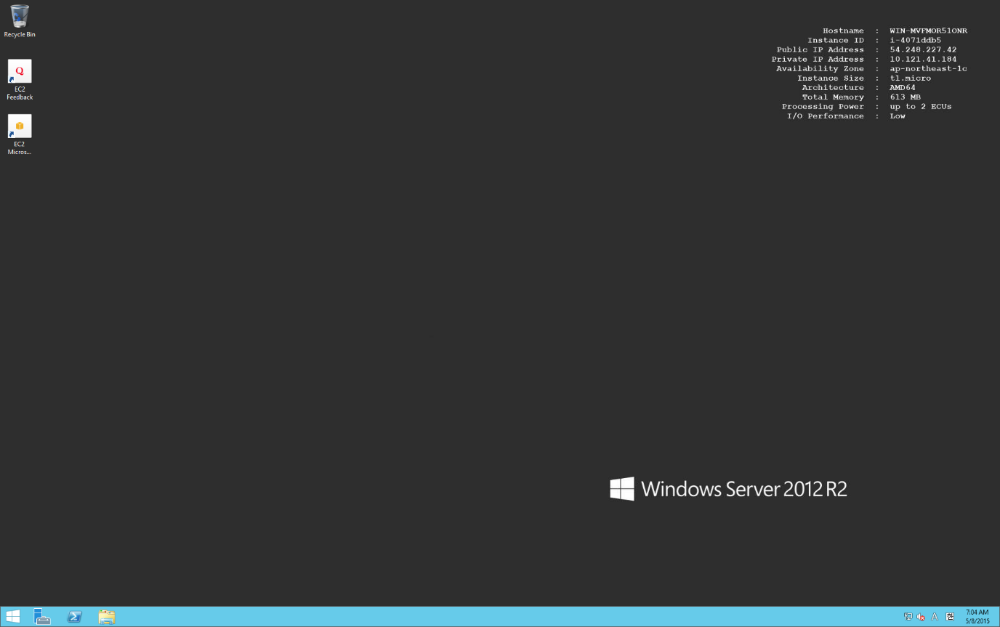 Recycle Bin
Q
EC2
Feedback
EC2
Micros...
Hostname : WIN-MVFMOR51ONR
Instance ID : i-4071ddb5
Public IP Address : 54.248.227.42
Private IP Address : 10.121.41.184
Availability Zone : ap-northeast-1c
Instance Size : t1.micro
Architecture : AMD64
Total Memory : 613 MB
Processing Power : up to 2 ECUs
I/O Performance : Low
Windows Server 2012 R2
A 한 7:04 AM
5/8/2015